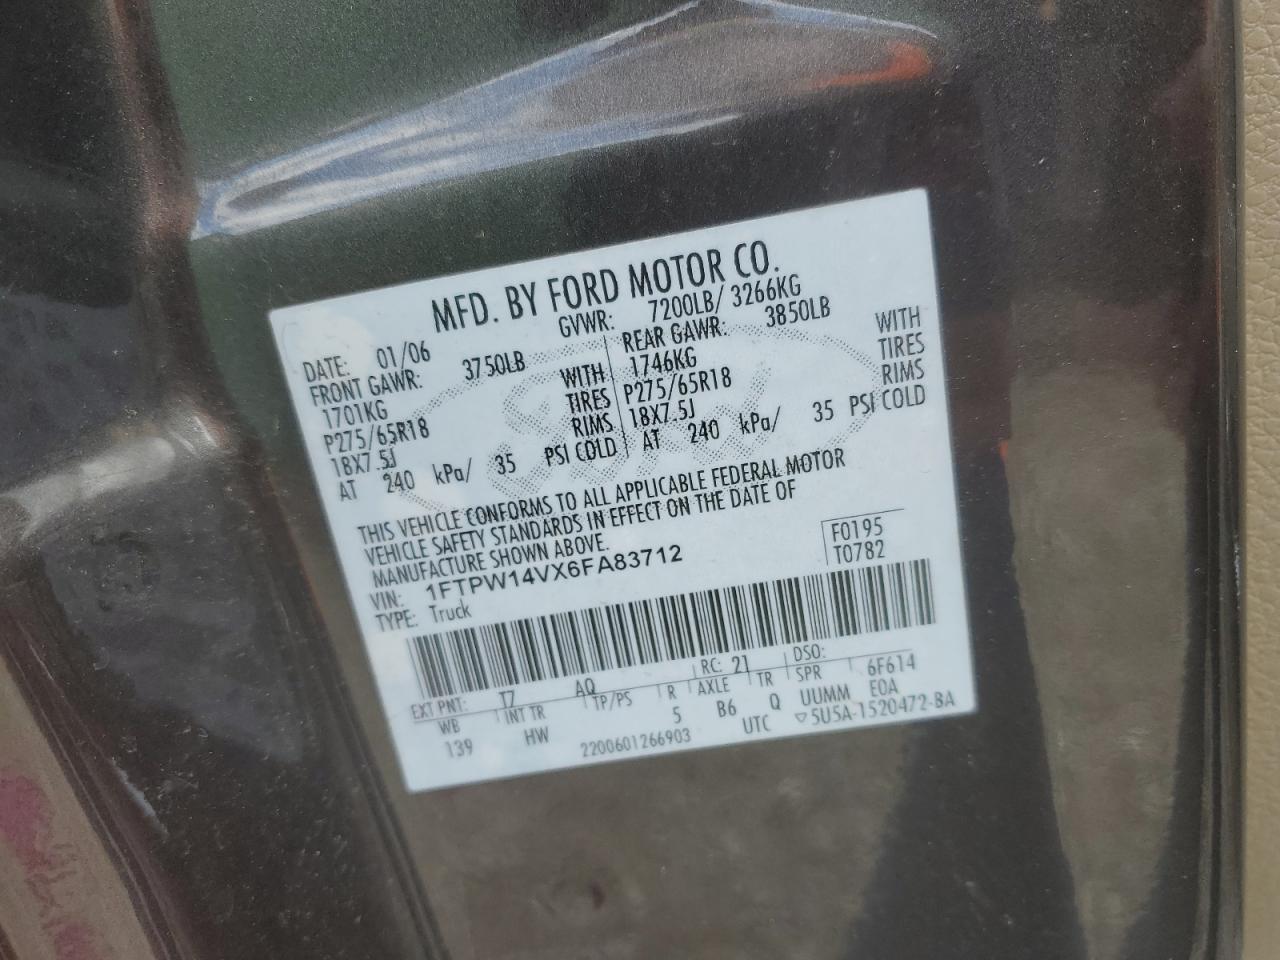 MFD. BY FORD MOTOR CO.
DATE: 01/06 GVWR: 7200LB/ 3266KG
FRONT GAWR: 3750LB REAR GAWR: 3850LB
1701KG WITH 1746KG WITH
P275/65R18 TIRES P275/65R18 TIRES
18X7.5J RIMS 18X7.5J RIMS
AT 240 kPa/ 35 PSI COLD AT 240 kPa/ 35 PSI COLD
THIS VEHICLE CONFORMS TO ALL APPLICABLE FEDERAL MOTOR
VEHICLE SAFETY STANDARDS IN EFFECT ON THE DATE OF
MANUFACTURE SHOWN ABOVE.
VIN: 1FTPW14VX6FA83712 F0195
TYPE: Truck T0782
EXT PNT: T7 AQ RC: 21 DSO:
WB INT TR TP/PS R AXLE TR SPR 6F614
139 HW 5 B6 Q UUMM EOA
2200601266903 UTC ▽5U5A-1520472-BA